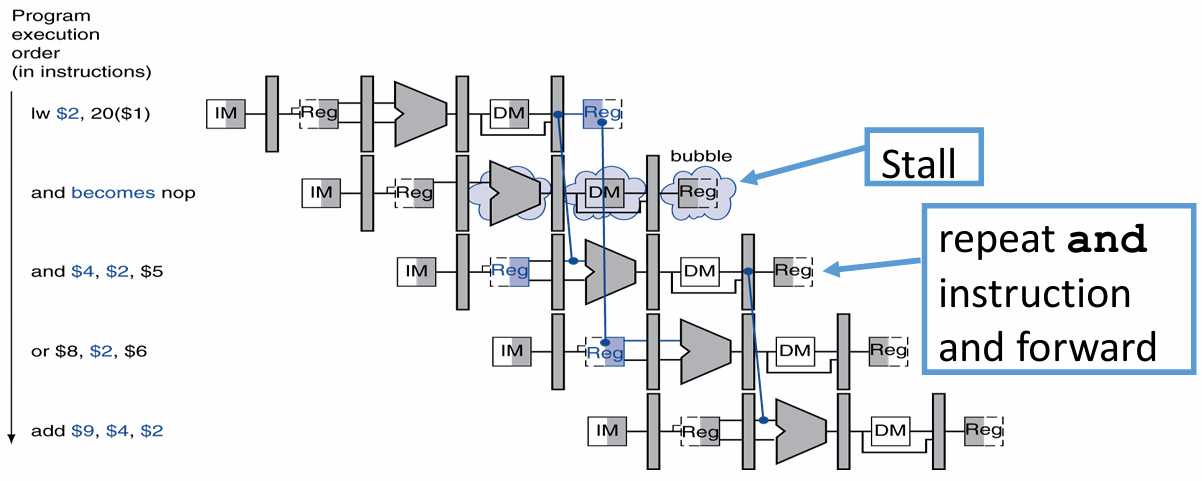 Program
execution
order
(in instructions)
lw $2, 20($1)
IM
Reg
DM
Reg
and becomes nop
IM
Reg
DM
Reg
bubble
Stall
and $4, $2, $5
IM
Reg
DM
Reg
repeat and
instruction
and forward
or $8, $2, $6
IM
Reg
DM
Reg
add $9, $4, $2
IM
Reg
DM
Reg